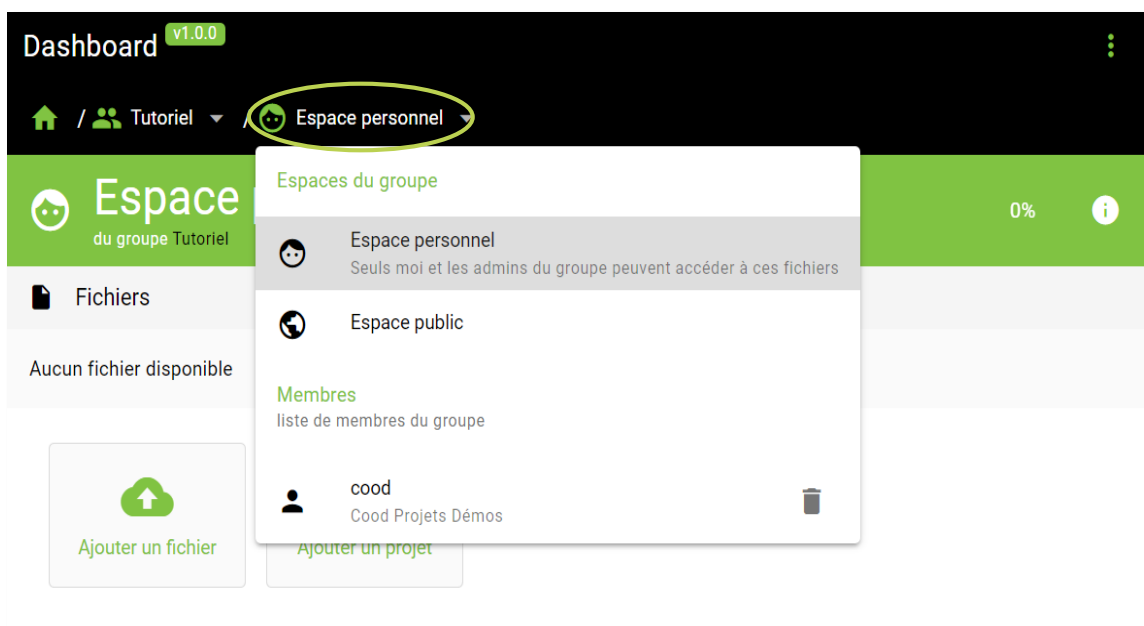 Dashboard v1.0.0
/ Tutoriel / Espace personnel
Espaces du groupe
Espace
du groupe Tutoriel
0%
Espace personnel
Seuls moi et les admins du groupe peuvent accéder à ces fichiers
Fichiers
Espace public
Aucun fichier disponible
Membres
liste de membres du groupe
cood
Cood Projets Démos
Ajouter un fichier
Ajouter un projet